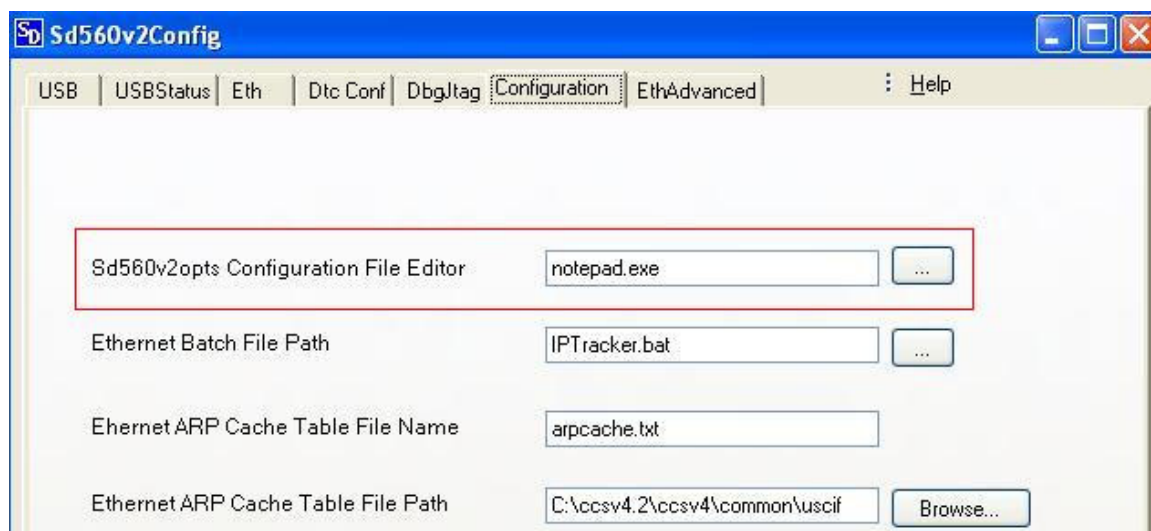 SD Sd560v2Config
USB USBStatus Eth Dtc Conf DbgJtag Configuration EthAdvanced Help
Sd560v2opts Configuration File Editor notepad.exe ...
Ethernet Batch File Path IPTracker.bat ...
Ehernet ARP Cache Table File Name arpcache.txt
Ethernet ARP Cache Table File Path C:\ccsv4.2\ccsv4\common\uscif Browse...